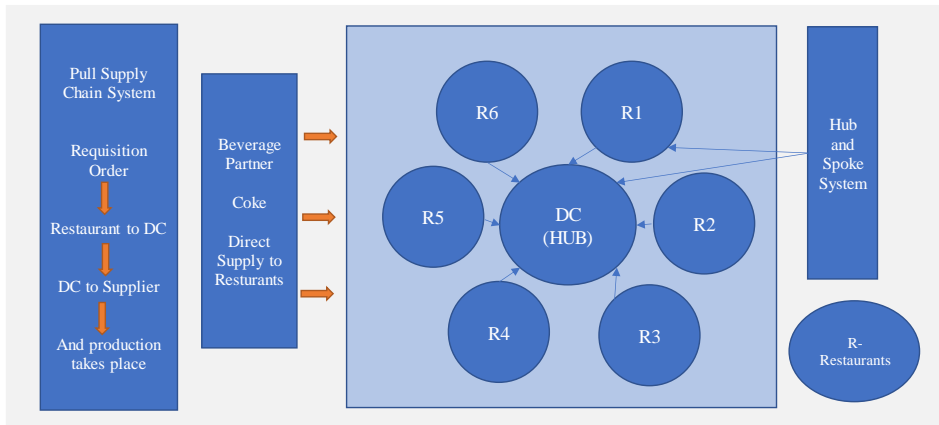 Pull Supply
Chain System
Requisition
Order
Restaurant to DC
DC to Supplier
And production
takes place
Beverage
Partner
Coke
Direct
Supply to
Resturants
R6
R1
R5
DC
(HUB)
R2
R4
R3
Hub
and
Spoke
System
R-
Restaurants